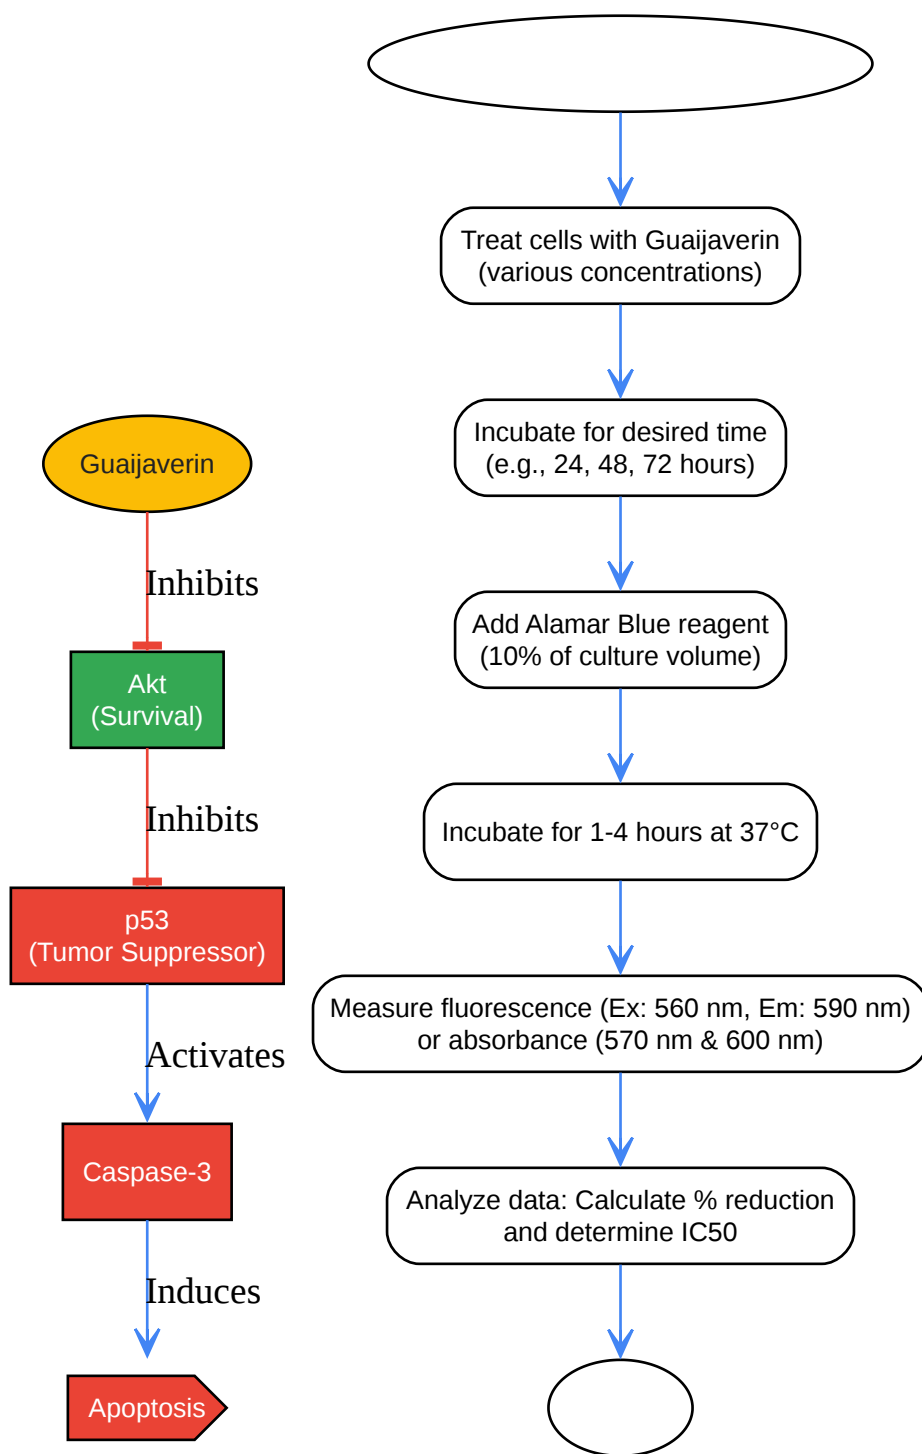 Guaijaverin
Inhibits
Akt
(Survival)
Inhibits
p53
(Tumor Suppressor)
Activates
Caspase-3
Induces
Apoptosis
Treat cells with Guaijaverin
(various concentrations)
Incubate for desired time
(e.g., 24, 48, 72 hours)
Add Alamar Blue reagent
(10% of culture volume)
Incubate for 1-4 hours at 37°C
Measure fluorescence (Ex: 560 nm, Em: 590 nm)
or absorbance (570 nm & 600 nm)
Analyze data: Calculate % reduction
and determine IC50